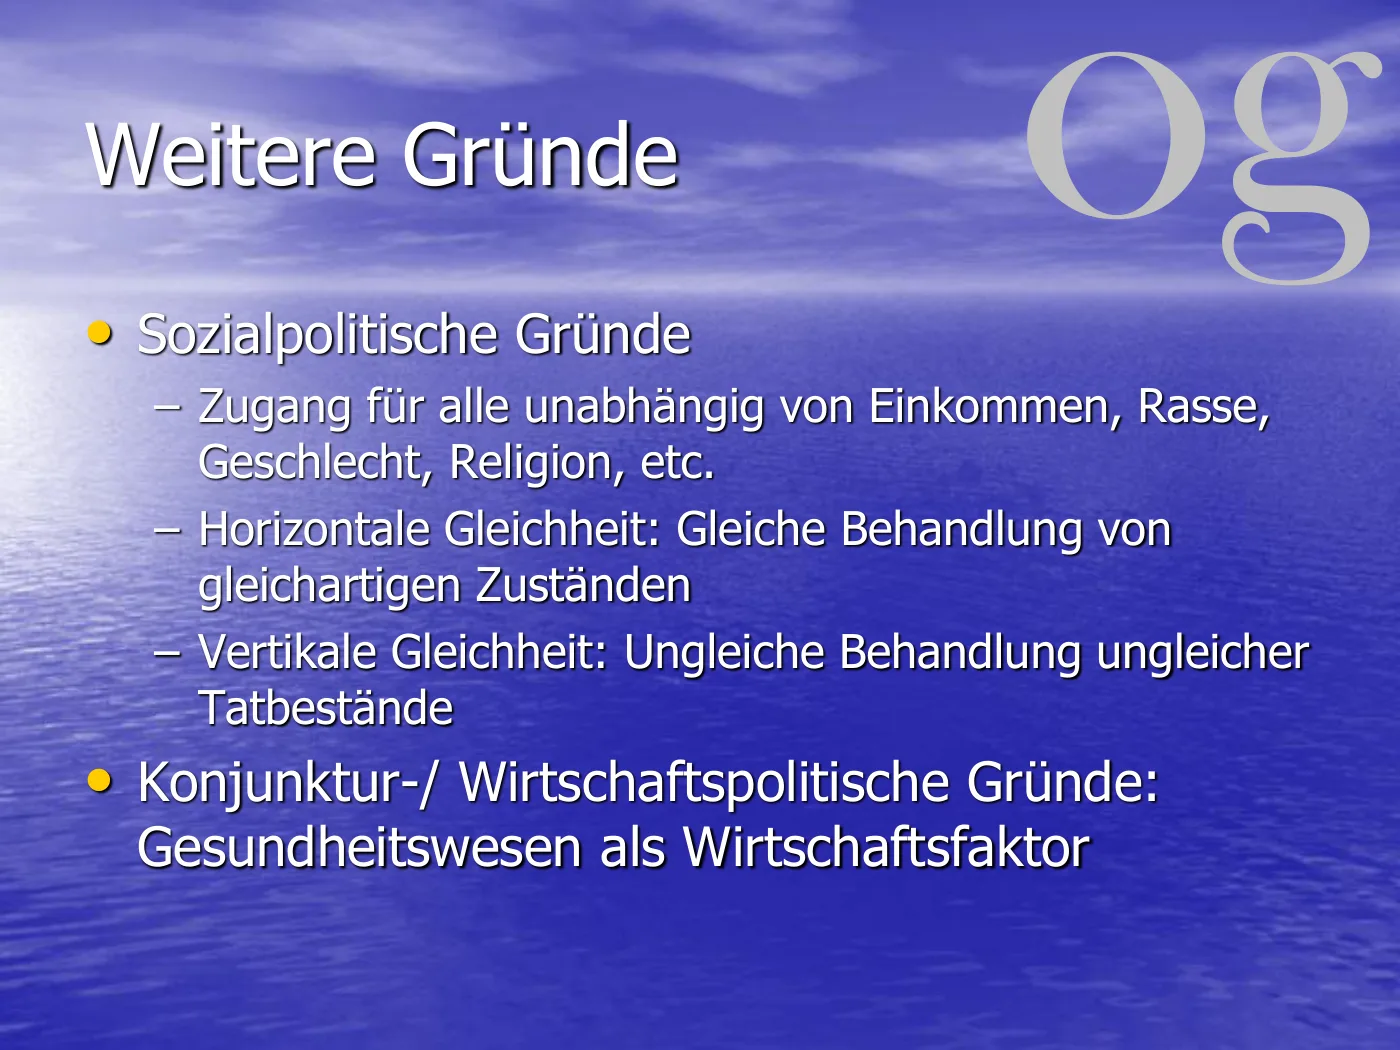 og
Weitere Gründe
• Sozialpolitische Gründe
– Zugang für alle unabhängig von Einkommen, Rasse,
Geschlecht, Religion, etc.
– Horizontale Gleichheit: Gleiche Behandlung von
gleichartigen Zuständen
– Vertikale Gleichheit: Ungleiche Behandlung ungleicher
Tatbestände
• Konjunktur-/ Wirtschaftspolitische Gründe:
Gesundheitswesen als Wirtschaftsfaktor